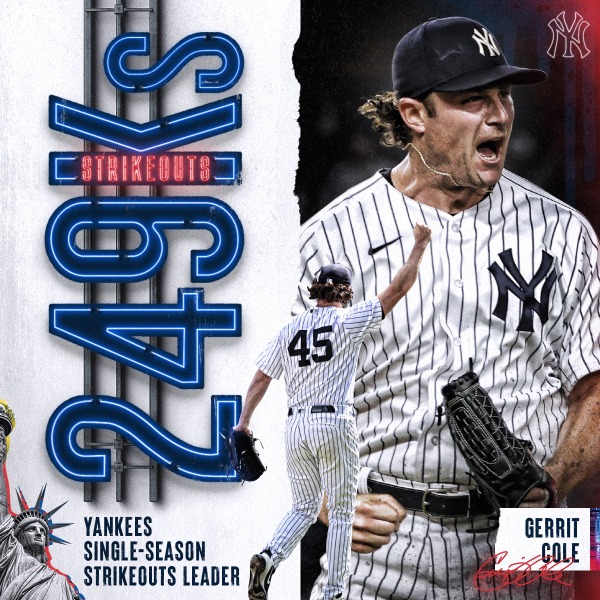 249Ks
STRIKEOUTS
YANKEES
SINGLE-SEASON
STRIKEOUTS LEADER
NY
NY
NY
45
GERRIT
COLE